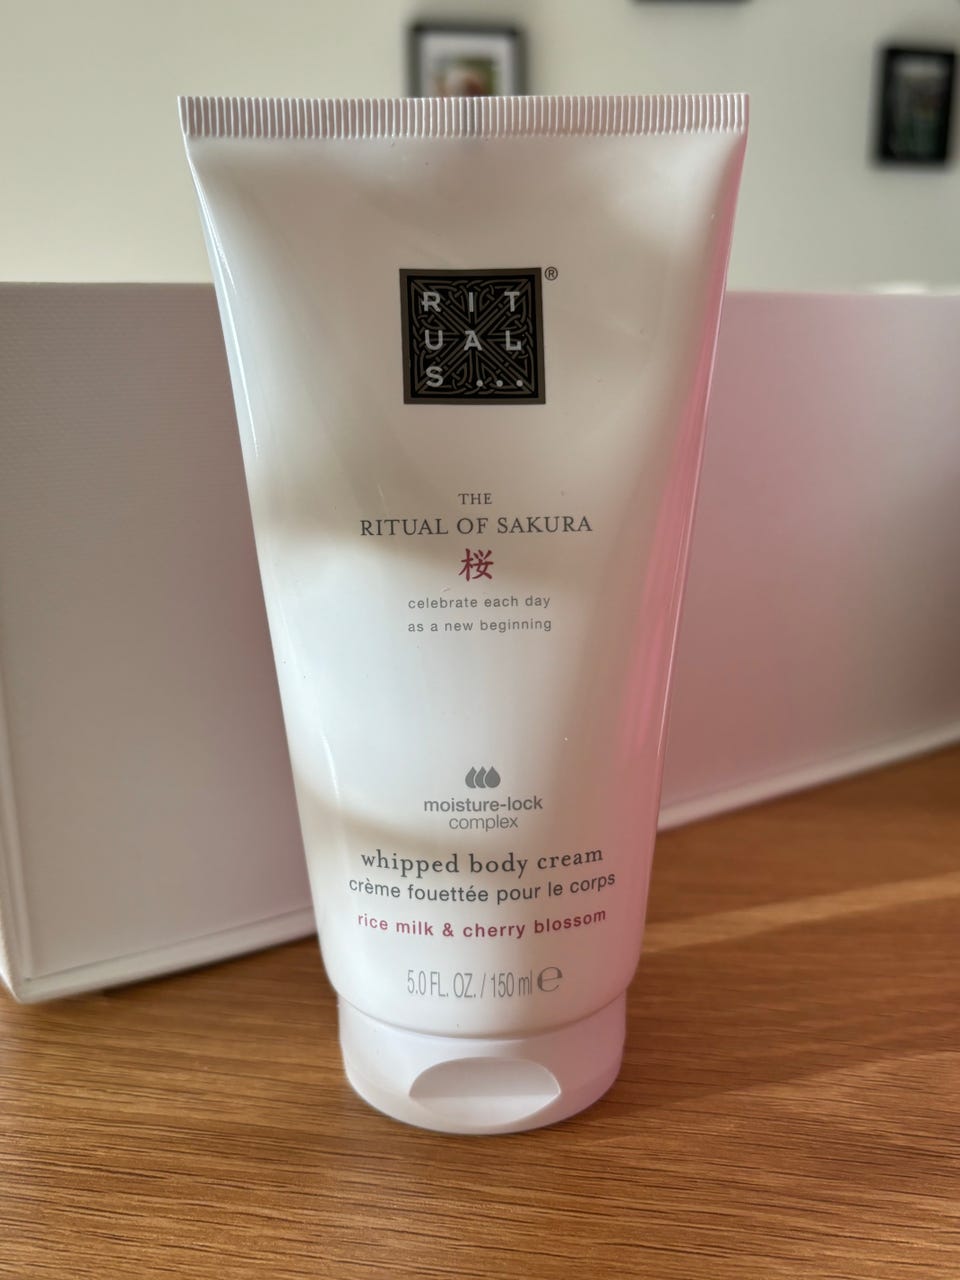 RIT
UAL
S...
®
THE
RITUAL OF SAKURA
桜
celebrate each day
as a new beginning
moisture-lock
complex
whipped body cream
crème fouettée pour le corps
rice milk & cherry blossom
5.0 FL. OZ. / 150 ml ℮